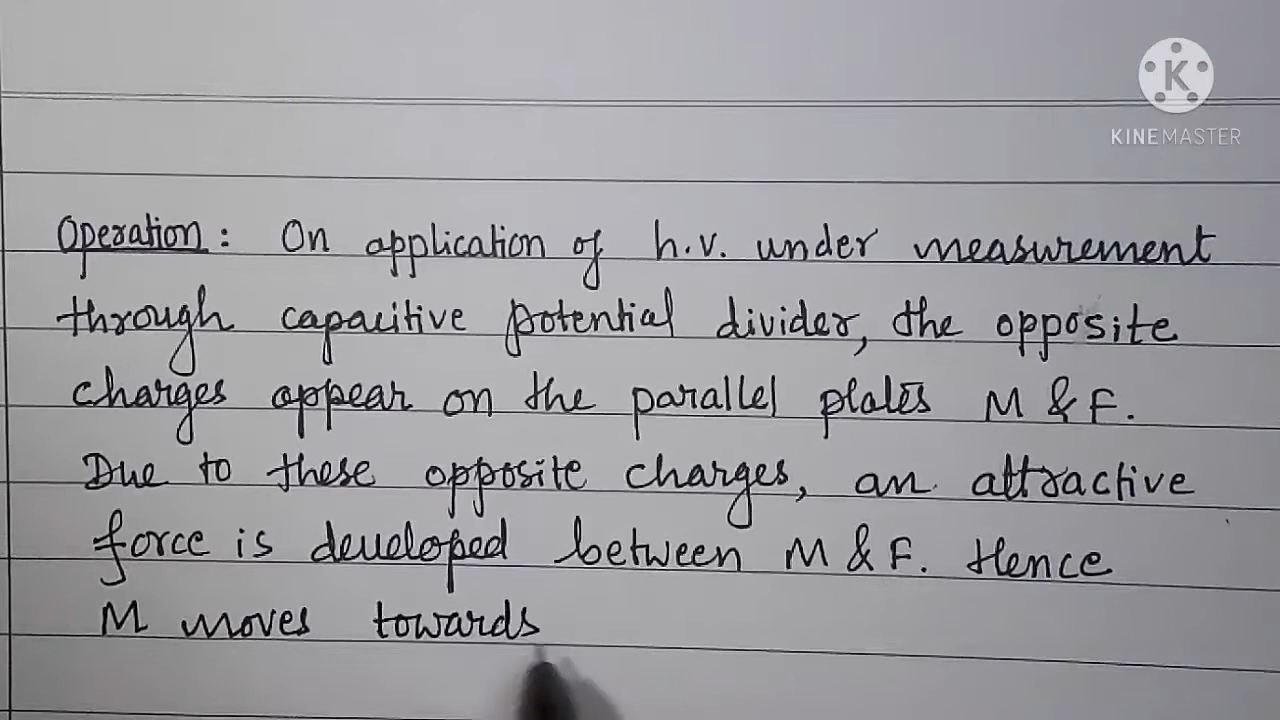 K
KINEMASTER
Operation: On application of h.v. under measurement
through capacitive potential divider, the opposite
charges appear on the parallel plates M & F.
Due to these opposite charges, an attractive
force is developed between M & F. Hence
M moves towards